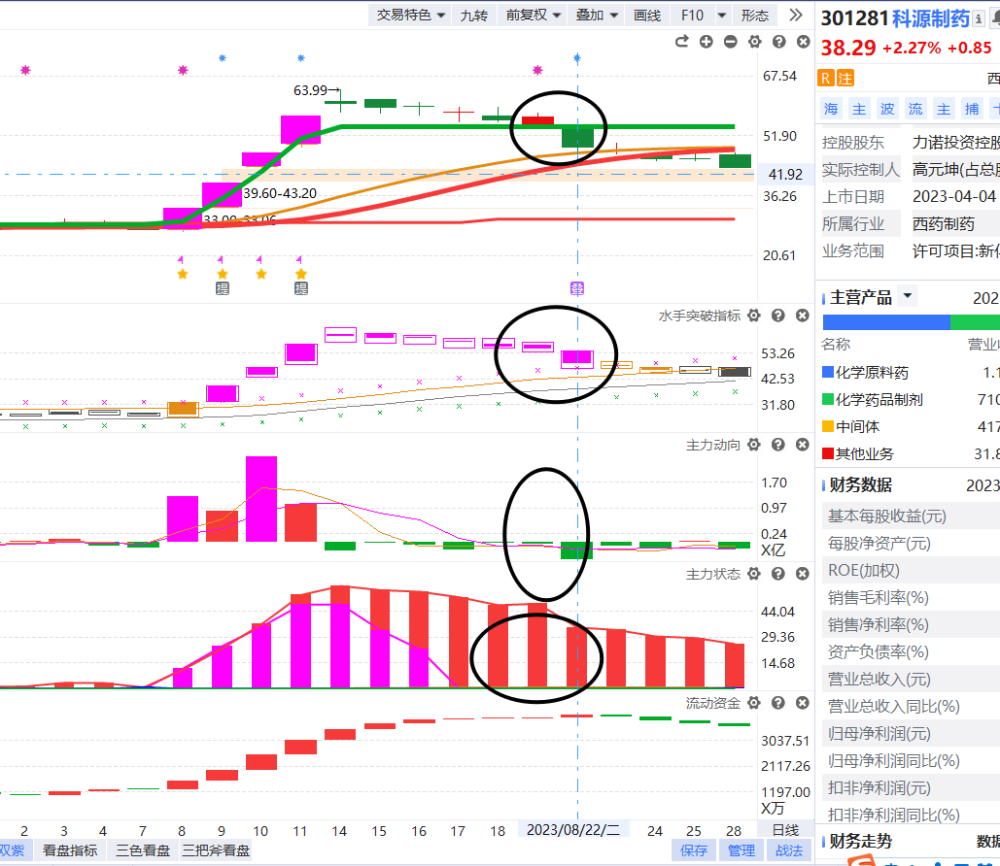 交易特色 九转 前复权 叠加 画线 F10 形态
301281 科源制药
38.29 +2.27% +0.85
R 注
海 主 波 流 主 捕
控股股东 力诺投资控股
实际控制人 高元坤(占总股
上市日期 2023-04-04
所属行业 西药制药
业务范围 许可项目:新化
主营产品 202
名称 营业收
化学原料药 1.1
化学药品制剂 710
中间体 417
其他业务 31.8
财务数据 2023
基本每股收益(元)
每股净资产(元)
ROE(加权)
销售毛利率(%)
销售净利率(%)
资产负债率(%)
营业总收入(元)
营业总收入同比(%)
归母净利润(元)
归母净利润同比(%)
扣非净利润(元)
扣非净利润同比(%)
财务走势 数据
63.99→
39.60-43.20
33.00-33.06
67.54
51.90
41.92
36.26
20.61
提 提
水手突破指标
53.26
42.53
31.80
主力动向
1.70
0.97
0.24
X亿
主力状态
44.04
29.36
14.68
流动资金
3037.51
2117.26
1197.00
X万
2 3 4 7 8 9 10 11 14 15 16 17 18 2023/08/22/二 24 25 28 日线
双紫 看盘指标 三色看盘 三把斧看盘 保存 管理 战法